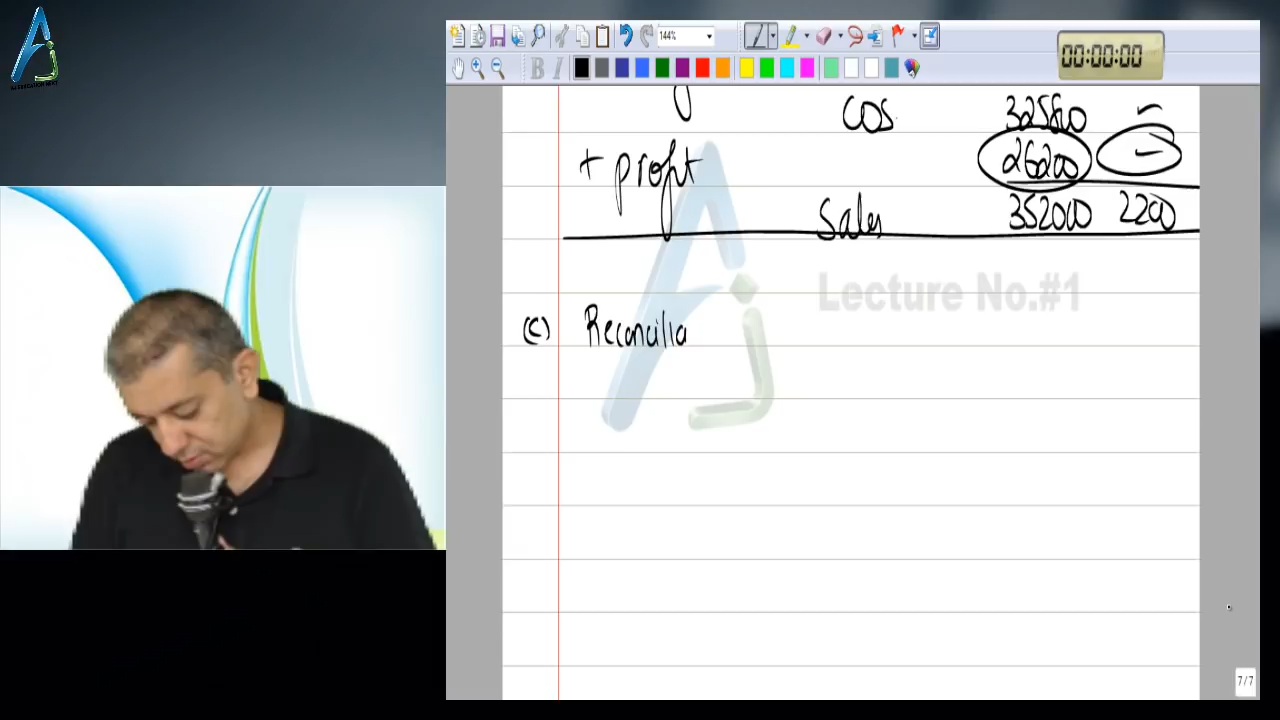 144%
00:00:00
COS 325800 -
+ profit 26200 -
Sales 352000 2200
Lecture No.#1
(C) Reconcilia
7/7